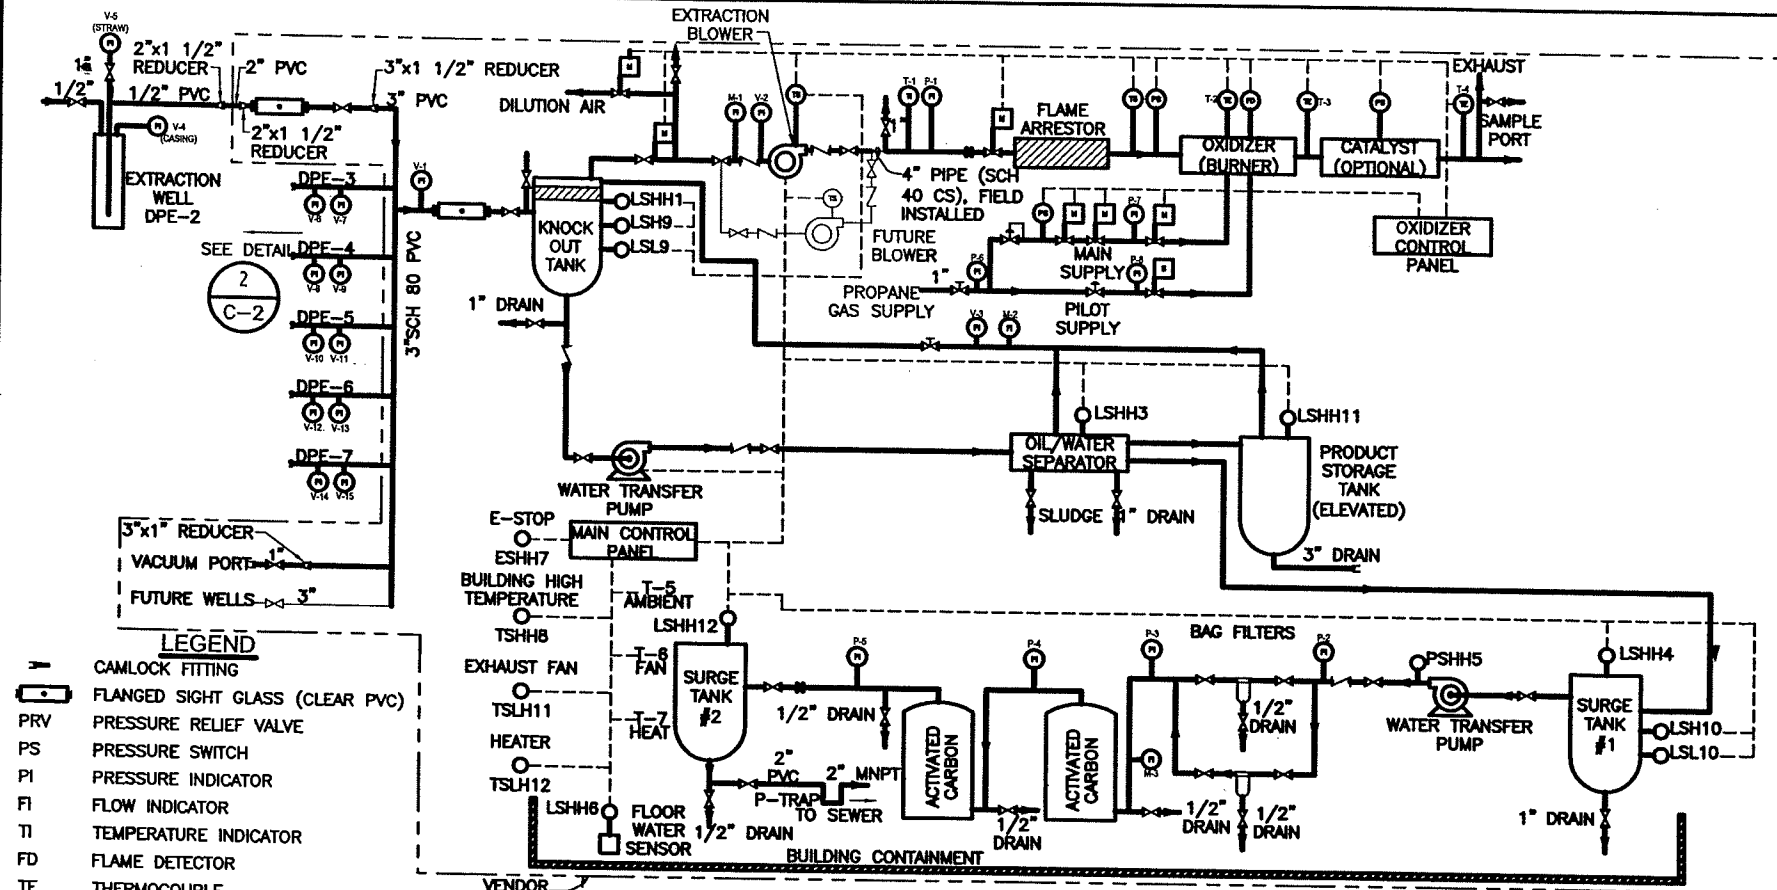 V-5
(STRAW)
1"
2"x1 1/2"
REDUCER
2" PVC
3"x1 1/2" REDUCER
1/2"
1/2" PVC
3" PVC
V-4
(CASING)
2"x1 1/2"
REDUCER
EXTRACTION
WELL
DPE-2
DPE-3
V-6 V-7
SEE DETAIL
2
C-2
DPE-4
V-8 V-9
DPE-5
V-10 V-11
DPE-6
V-12 V-13
DPE-7
V-14 V-15
3"SCH 80 PVC
V-1
3"x1" REDUCER
VACUUM PORT
1"
FUTURE WELLS
3"
EXTRACTION
BLOWER
DILUTION AIR
M-1 V-2
T-1 P-1
1"
KNOCK
OUT
TANK
LSHH1
LSH9
LSL9
1" DRAIN
4" PIPE (SCH
40 CS), FIELD
INSTALLED
FUTURE
BLOWER
FLAME
ARRESTOR
T-2
T-3
T-4
OXIDIZER
(BURNER)
CATALYST
(OPTIONAL)
EXHAUST
SAMPLE
PORT
OXIDIZER
CONTROL
PANEL
P-7
MAIN
SUPPLY
P-6
P-8
1"
PROPANE
GAS SUPPLY
PILOT
SUPPLY
V-3 M-2
LSHH3
LSHH11
OIL/WATER
SEPARATOR
SLUDGE
1" DRAIN
PRODUCT
STORAGE
TANK
(ELEVATED)
3" DRAIN
WATER TRANSFER
PUMP
E-STOP
ESHH7
MAIN CONTROL
PANEL
BUILDING HIGH
TEMPERATURE
TSHH8
T-5
AMBIENT
EXHAUST FAN
TSLH11
T-6
FAN
HEATER
TSLH12
T-7
HEAT
LSHH6
FLOOR
WATER
SENSOR
LSHH12
SURGE
TANK
#2
P-5
1/2" DRAIN
2"
PVC
2" MNPT
P-TRAP
TO SEWER
1/2" DRAIN
ACTIVATED
CARBON
P-4
1/2"
DRAIN
ACTIVATED
CARBON
P-3
M-3
1/2"
DRAIN
BAG FILTERS
1/2"
DRAIN
1/2"
DRAIN
P-2
PSHH5
WATER TRANSFER
PUMP
LSHH4
SURGE
TANK
#1
LSH10
LSL10
1" DRAIN
BUILDING CONTAINMENT
VENDOR
LEGEND
CAMLOCK FITTING
FLANGED SIGHT GLASS (CLEAR PVC)
PRV PRESSURE RELIEF VALVE
PS PRESSURE SWITCH
PI PRESSURE INDICATOR
FI FLOW INDICATOR
TI TEMPERATURE INDICATOR
FD FLAME DETECTOR
TE THERMOCOUPLE